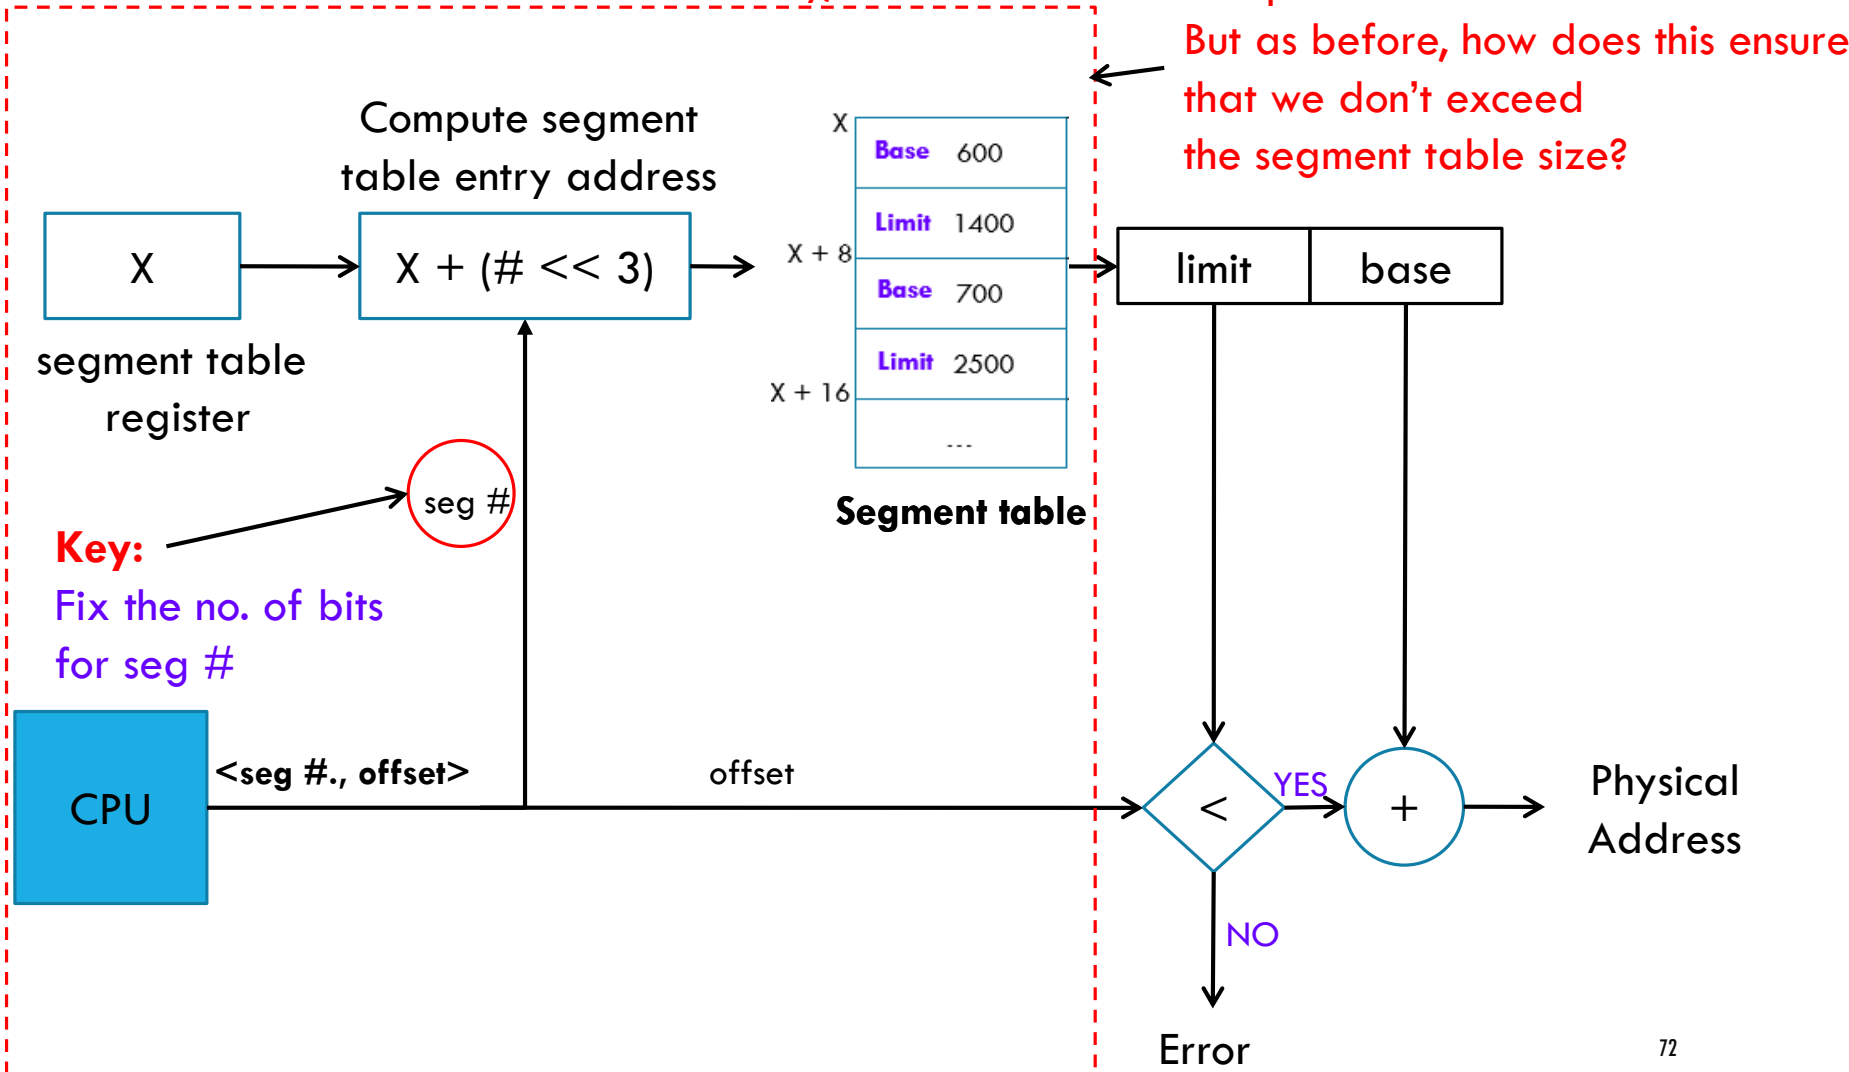 But as before, how does this ensure
that we don't exceed
the segment table size?
Compute segment
table entry address
X
Base 600
Limit 1400
X + 8
Base 700
Limit 2500
X + 16
---
Segment table
X
X + (# << 3)
limit
base
segment table
register
seg #
Key:
Fix the no. of bits
for seg #
CPU
<seg #., offset>
offset
<
YES
+
Physical
Address
NO
Error
72